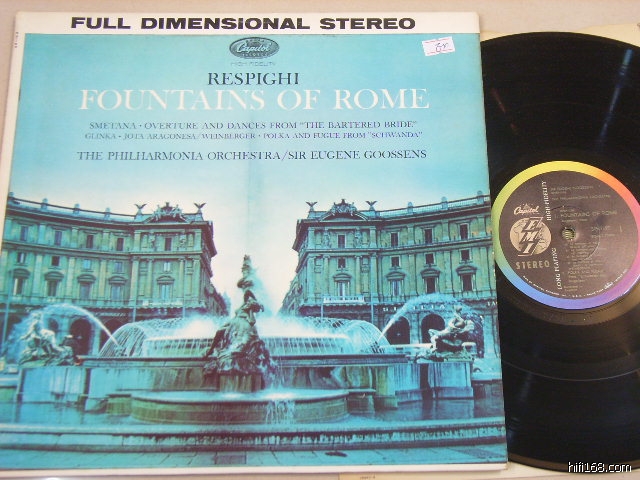 FULL DIMENSIONAL STEREO
Capitol
HIGH FIDELITY
RESPIGHI
FOUNTAINS OF ROME
SMETANA • OVERTURE AND DANCES FROM "THE BARTERED BRIDE"
GLINKA • JOTA ARAGONESA/WEINBERGER • POLKA AND FUGUE FROM "SCHWANDA"
THE PHILHARMONIA ORCHESTRA/SIR EUGENE GOOSSENS
Capitol
EMI
STEREO
LONG PLAYING
HIGH FIDELITY
FOUNTAINS OF ROME
hifi168.com